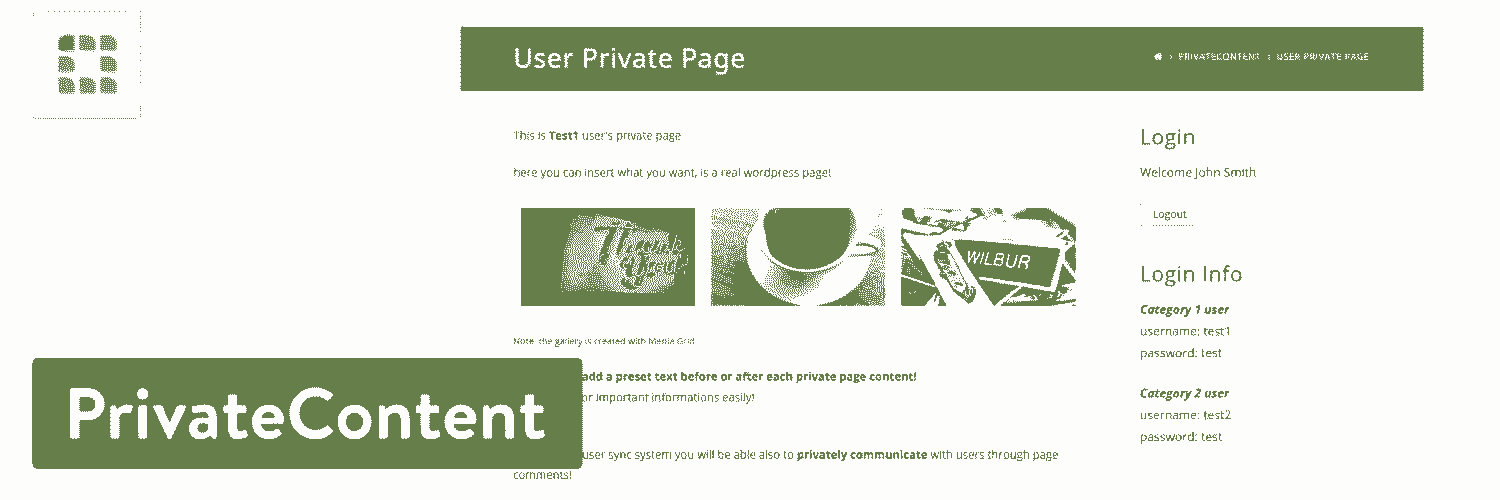 User Private Page
› PRIVATECONTENT › USER PRIVATE PAGE
This is Test1 user's private page
here you can insert what you want, is a real wordpress page!
Thank
You
WILBUR
Note: the gallery is created with Media Grid
add a preset text before or after each private page content!
or important informations easily!
user sync system you will be able also to privately communicate with users through page
comments!
Login
Welcome John Smith
Logout
Login Info
Category 1 user
username: test1
password: test
Category 2 user
username: test2
password: test
PrivateContent